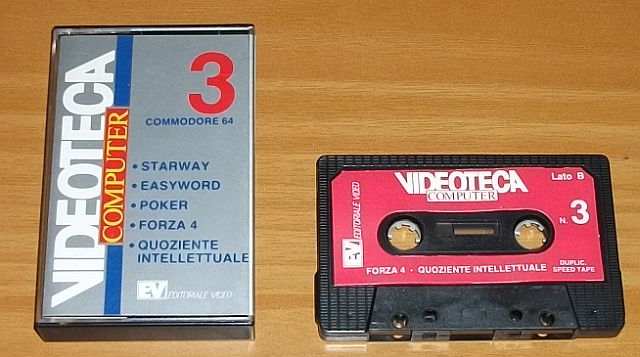 VIDEOTECA
COMPUTER
3
COMMODORE 64
• STARWAY
• EASYWORD
• POKER
• FORZA 4
• QUOZIENTE
INTELLETTUALE
EV EDITORIALE VIDEO
VIDEOTECA
COMPUTER
Lato B
N. 3
EV EDITORIALE VIDEO
FORZA 4 • QUOZIENTE INTELLETTUALE
DUPLIC.
SPEED TAPE